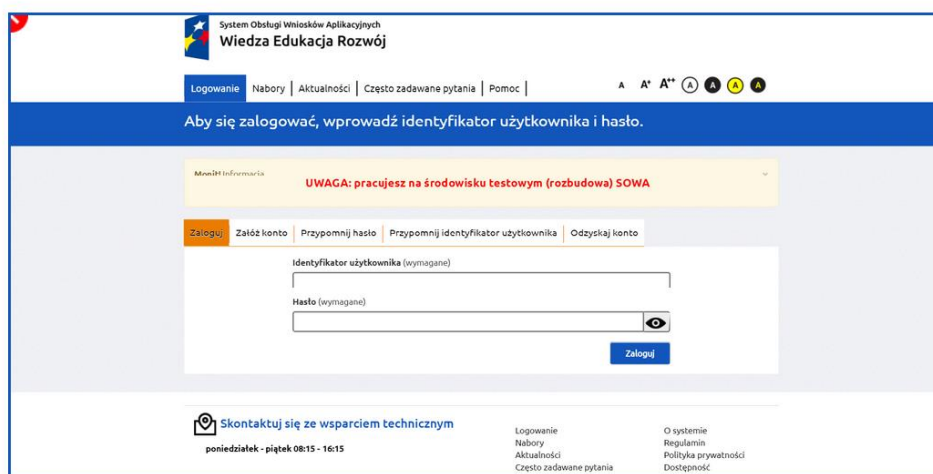 System Obsługi Wniosków Aplikacyjnych
Wiedza Edukacja Rozwój
Logowanie Nabory Aktualności Często zadawane pytania Pomoc A A+ A++ A A A A
Aby się zalogować, wprowadź identyfikator użytkownika i hasło.
UWAGA: pracujesz na środowisku testowym (rozbudowa) SOWA
Zaloguj Załóż konto Przypomnij hasło Przypomnij identyfikator użytkownika Odzyskaj konto
Identyfikator użytkownika (wymagane)
Hasło (wymagane)
Zaloguj
Skontaktuj się ze wsparciem technicznym
poniedziałek - piątek 08:15 - 16:15
Logowanie
Nabory
Aktualności
Często zadawane pytania
O systemie
Regulamin
Polityka prywatności
Dostępność